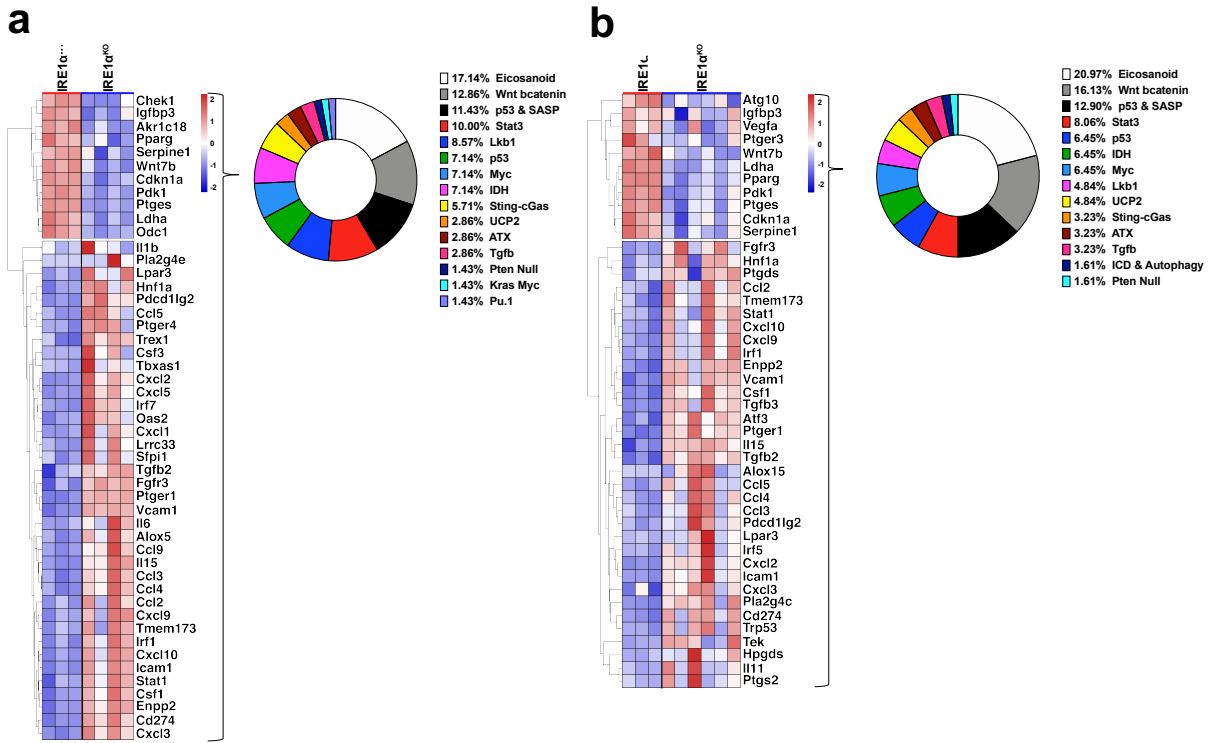 a
IRE1α
IRE1αKO
2
1
0
-1
-2
Chek1
Igfbp3
Akr1c18
Pparg
Serpine1
Wnt7b
Cdkn1a
Pdk1
Ptges
Ldha
Odc1
Il1b
Pla2g4e
Lpar3
Hnf1a
Pdcd1lg2
Ccl5
Ptger4
Trex1
Csf3
Tbxas1
Cxcl2
Cxcl5
Irf7
Oas2
Cxcl1
Lrrc33
Sfpi1
Tgfb2
Fgfr3
Ptger1
Vcam1
Il6
Alox5
Ccl9
Il15
Ccl3
Ccl4
Ccl2
Cxcl9
Tmem173
Irf1
Cxcl10
Icam1
Stat1
Csf1
Enpp2
Cd274
Cxcl3
17.14% Eicosanoid
12.86% Wnt bcatenin
11.43% p53 & SASP
10.00% Stat3
8.57% Lkb1
7.14% p53
7.14% Myc
7.14% IDH
5.71% Sting-cGas
2.86% UCP2
2.86% ATX
2.86% Tgfb
1.43% Pten Null
1.43% Kras Myc
1.43% Pu.1
b
IRE1
IRE1αKO
2
1
0
-1
-2
Atg10
Igfbp3
Vegfa
Ptger3
Wnt7b
Ldha
Pparg
Pdk1
Ptges
Cdkn1a
Serpine1
Fgfr3
Hnf1a
Ptgds
Ccl2
Tmem173
Stat1
Cxcl10
Cxcl9
Irf1
Enpp2
Vcam1
Csf1
Tgfb3
Atf3
Ptger1
Il15
Tgfb2
Alox15
Ccl5
Ccl4
Ccl3
Pdcd1lg2
Lpar3
Irf5
Cxcl2
Icam1
Cxcl3
Pla2g4c
Cd274
Trp53
Tek
Hpgds
Il11
Ptgs2
20.97% Eicosanoid
16.13% Wnt bcatenin
12.90% p53 & SASP
8.06% Stat3
6.45% p53
6.45% IDH
6.45% Myc
4.84% Lkb1
4.84% UCP2
3.23% Sting-cGas
3.23% ATX
3.23% Tgfb
1.61% ICD & Autophagy
1.61% Pten Null